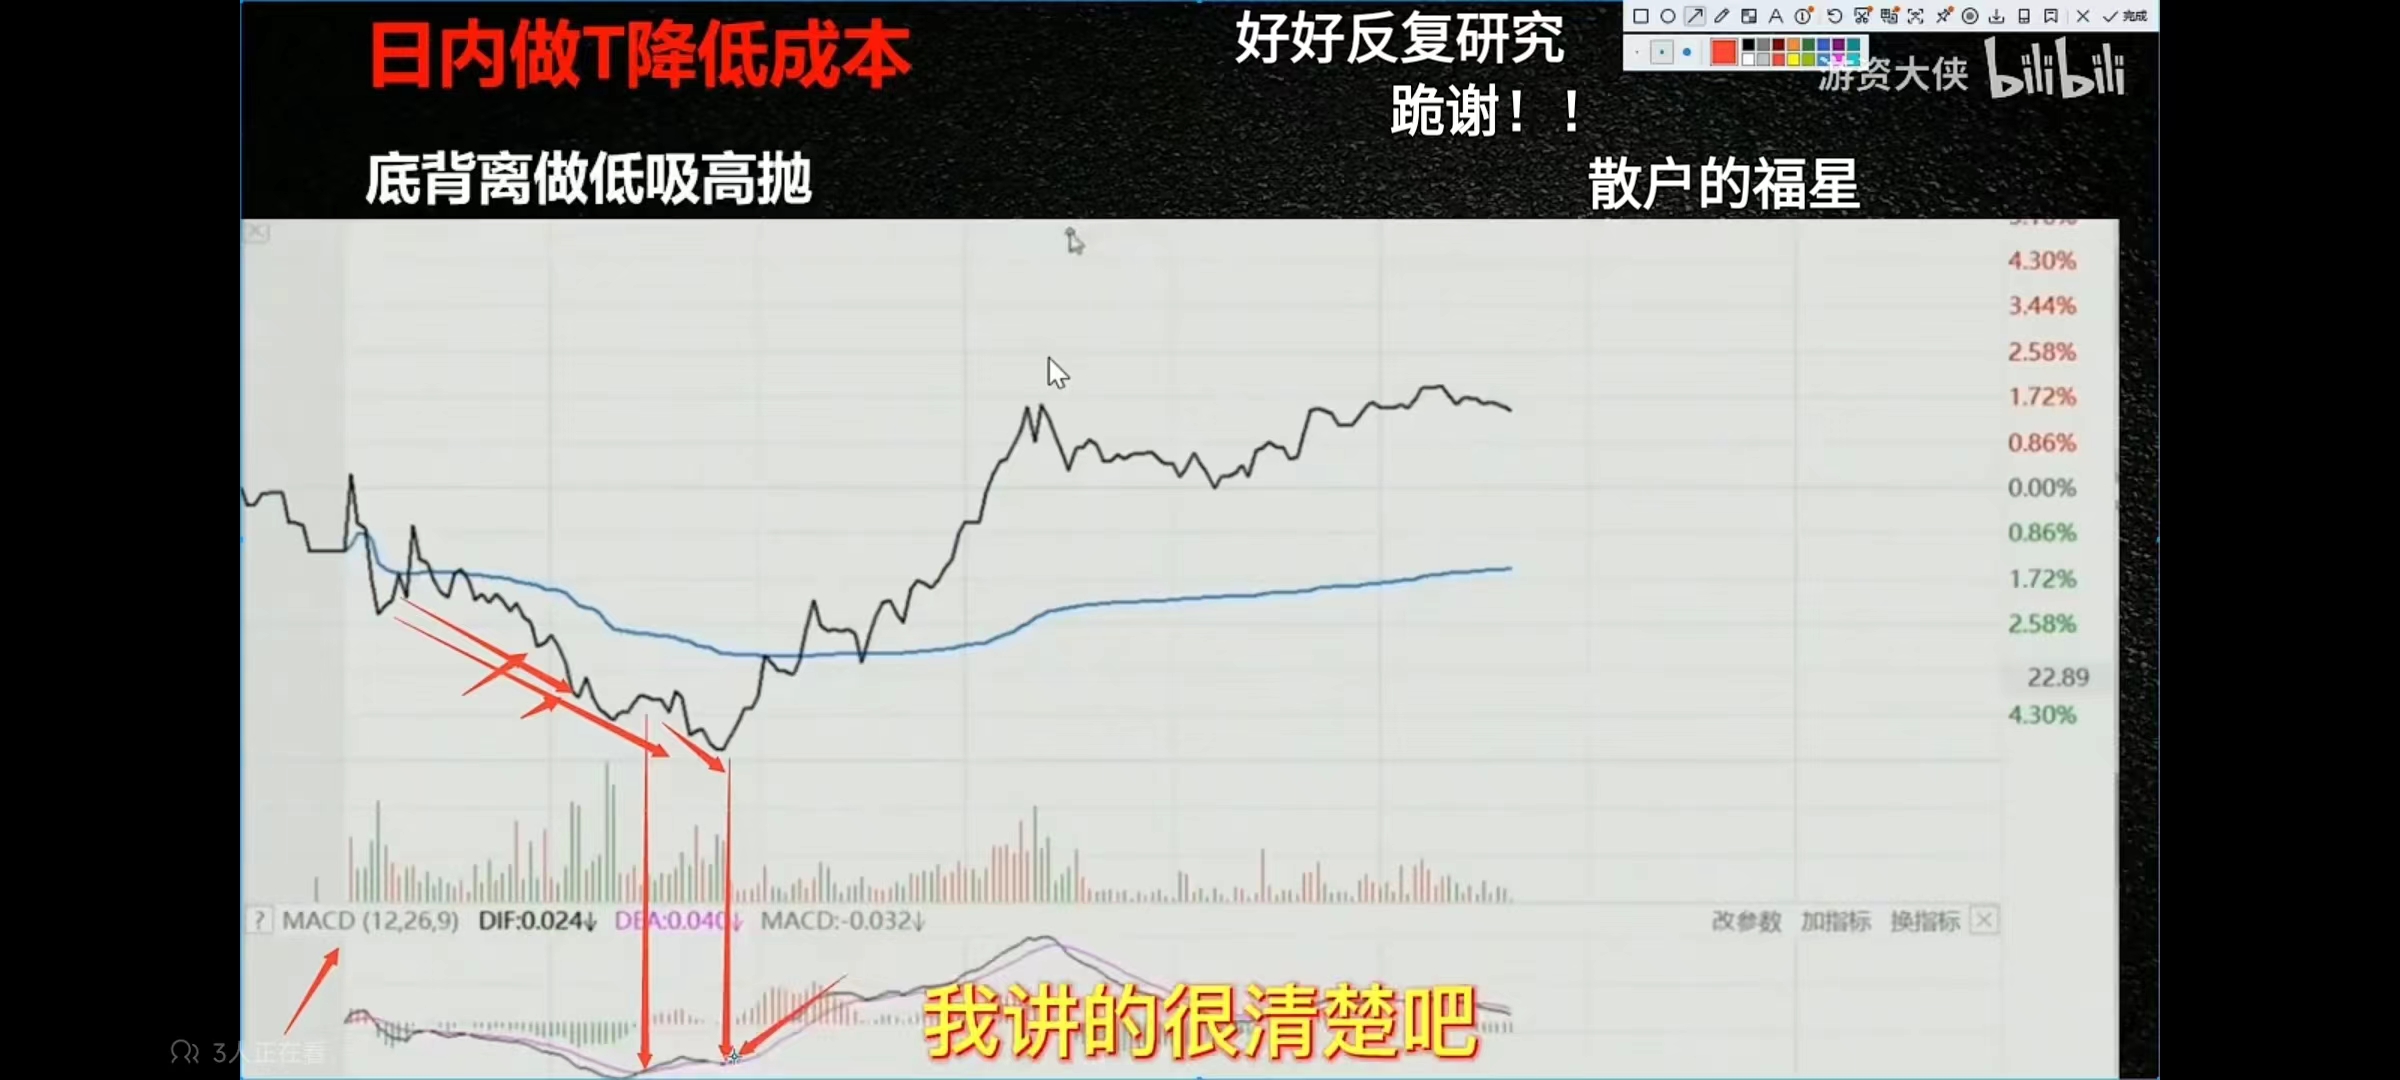 日内做T降低成本
好好反复研究
完成
游资大侠 bilibili
跪谢！！
底背离做低吸高抛
散户的福星
4.30%
3.44%
2.58%
1.72%
0.86%
0.00%
0.86%
1.72%
2.58%
22.89
4.30%
? MACD (12,26,9) DIF:0.024↓ DEA:0.040↓ MACD:-0.032↓
改参数 加指标 换指标
我讲的很清楚吧
3人正在看